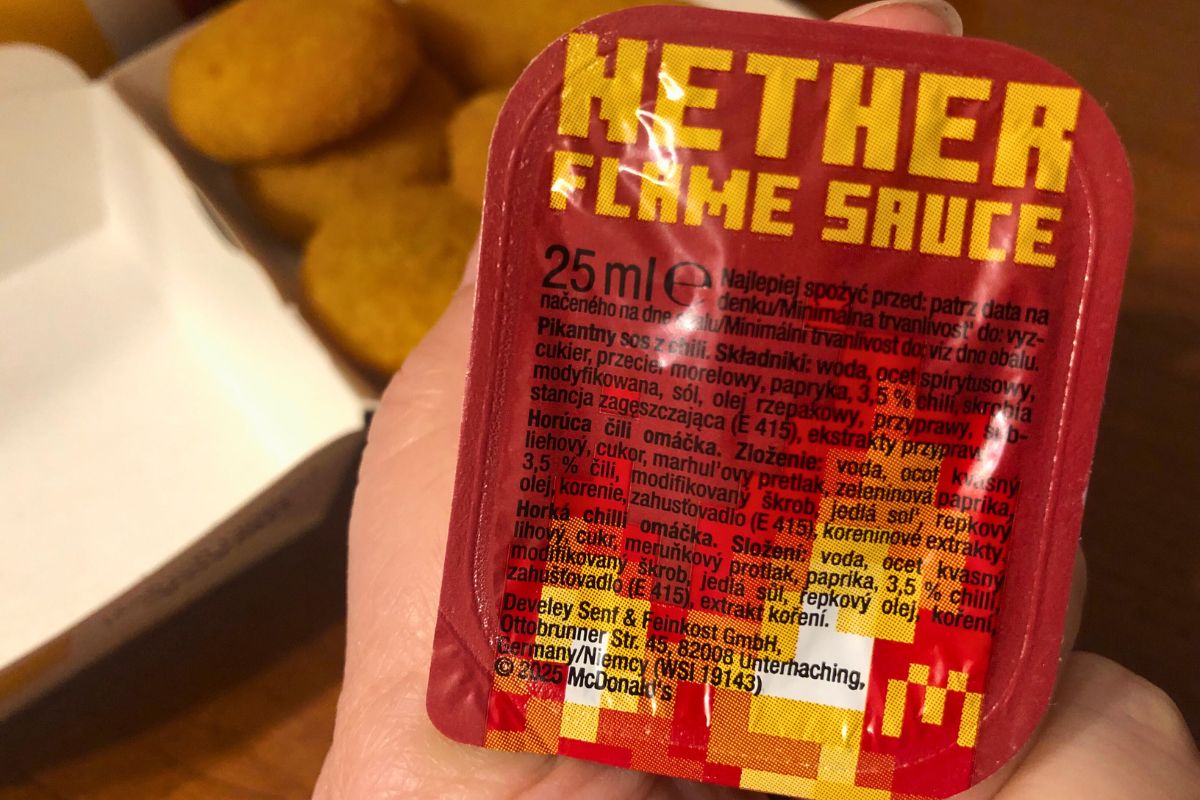 NETHER
FLAME SAUCE
25 ml ℮ Najlepiej spożyć przed: patrz data na
denku/Minimálna trvanlivosť do: vyz-
načeného na dne obalu/Minimální trvanlivost do: viz dno obalu.
Pikantny sos z chili. Składniki: woda, ocet spirytusowy,
cukier, przecier morelowy, papryka, 3,5 % chili, skrobia
modyfikowana, sól, olej rzepakowy, przyprawy, sub-
stancja zagęszczająca (E 415), ekstrakty przypraw.
Horúca čili omáčka. Zloženie: voda, ocot kvasný
liehový, cukor, marhuľový pretlak, zeleninová paprika,
3,5 % čili, modifikovaný škrob, jedlá soľ, repkový
olej, korenie, zahusťovadlo (E 415), koreninové extrakty.
Horká chilli omáčka. Složení: voda, ocet kvasný
lihový, cukr, meruňkový protlak, paprika, 3,5 % chilli,
modifikovaný škrob, jedlá sůl, řepkový olej, koření,
zahušťovadlo (E 415), extrakt koření.
Develey Senf & Feinkost GmbH,
Ottobrunner Str. 45, 82008 Unterhaching,
Germany/Niemcy (WSI 19143)
© 2025 McDonald's